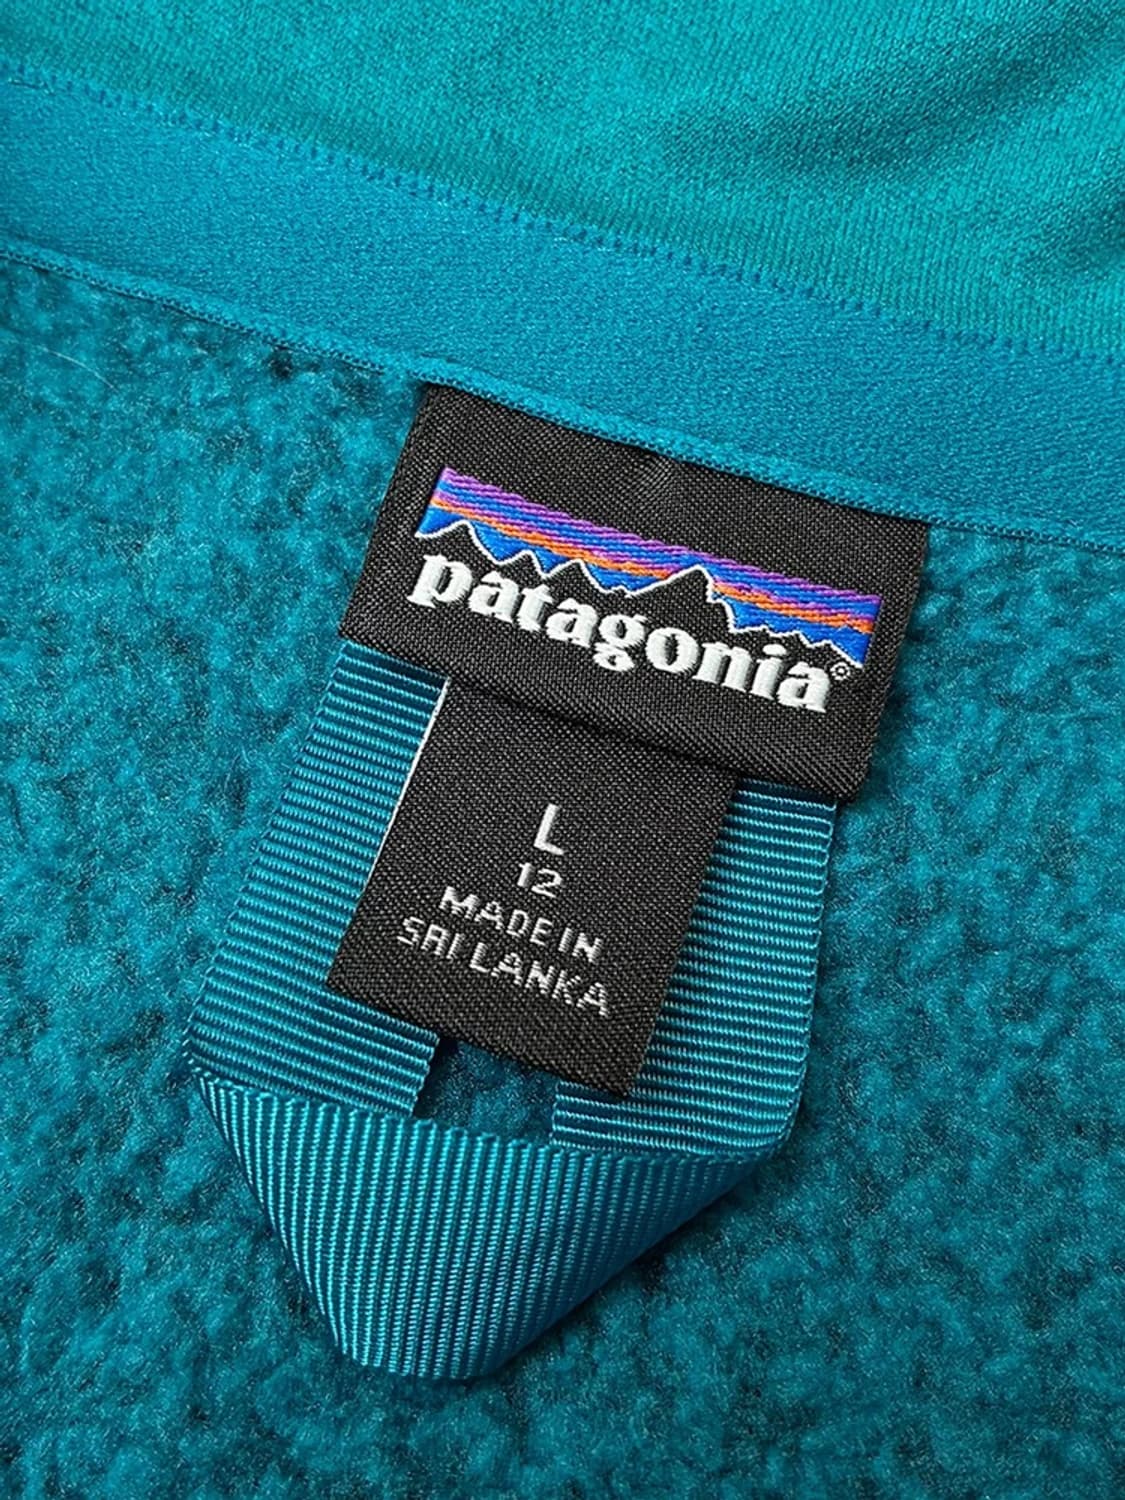 patagonia®
L
12
MADE IN
SRI LANKA